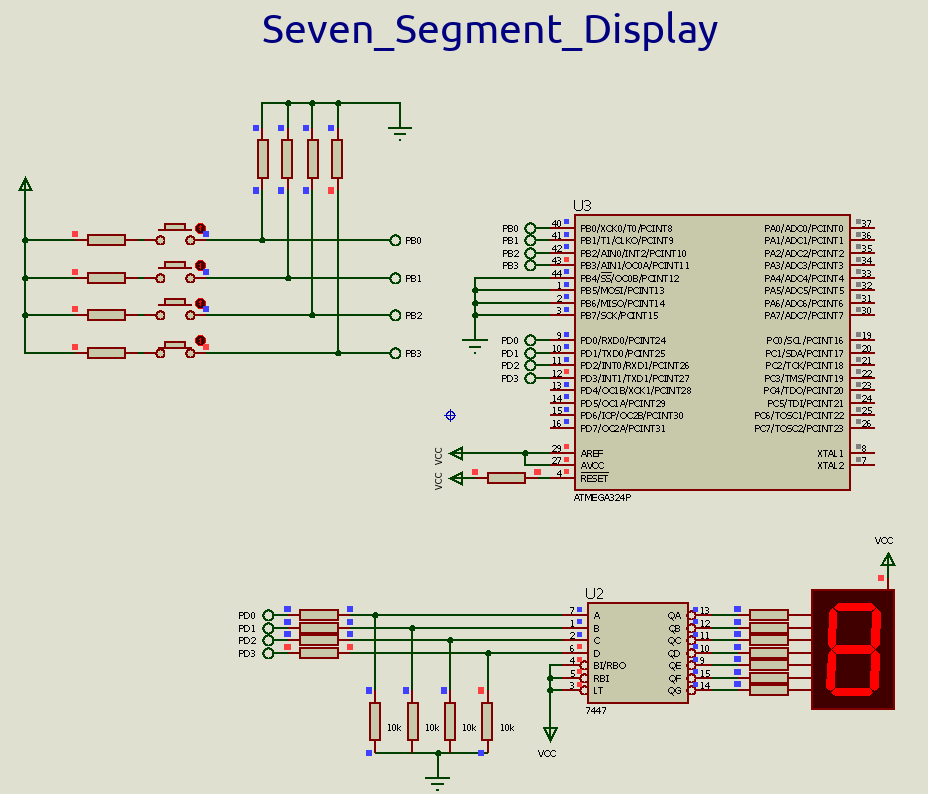 Seven_Segment_Display
PB0
PB1
PB2
PB3
U3
PB0 40 PB0/XCK0/T0/PCINT8 PA0/ADC0/PCINT0 37
PB1 41 PB1/T1/CLKO/PCINT9 PA1/ADC1/PCINT1 36
PB2 42 PB2/AIN0/INT2/PCINT10 PA2/ADC2/PCINT2 35
PB3 43 PB3/AIN1/OC0A/PCINT11 PA3/ADC3/PCINT3 34
44 PB4/SS/OC0B/PCINT12 PA4/ADC4/PCINT4 33
1 PB5/MOSI/PCINT13 PA5/ADC5/PCINT5 32
2 PB6/MISO/PCINT14 PA6/ADC6/PCINT6 31
3 PB7/SCK/PCINT15 PA7/ADC7/PCINT7 30
PD0 9 PD0/RXD0/PCINT24 PC0/SCL/PCINT16 19
PD1 10 PD1/TXD0/PCINT25 PC1/SDA/PCINT17 20
PD2 11 PD2/INT0/RXD1/PCINT26 PC2/TCK/PCINT18 21
PD3 12 PD3/INT1/TXD1/PCINT27 PC3/TMS/PCINT19 22
13 PD4/OC1B/XCK1/PCINT28 PC4/TDO/PCINT20 23
14 PD5/OC1A/PCINT29 PC5/TDI/PCINT21 24
15 PD6/ICP/OC2B/PCINT30 PC6/TOSC1/PCINT22 25
16 PD7/OC2A/PCINT31 PC7/TOSC2/PCINT23 26
VCC 29 AREF XTAL1 8
27 AVCC XTAL2 7
VCC 4 RESET
ATMEGA324P
VCC
U2
PD0 7 A QA 13
PD1 1 B QB 12
PD2 2 C QC 11
PD3 6 D QD 10
4 BI/RBO QE 9
5 RBI QF 15
3 LT QG 14
7447
10k 10k 10k 10k
VCC
8